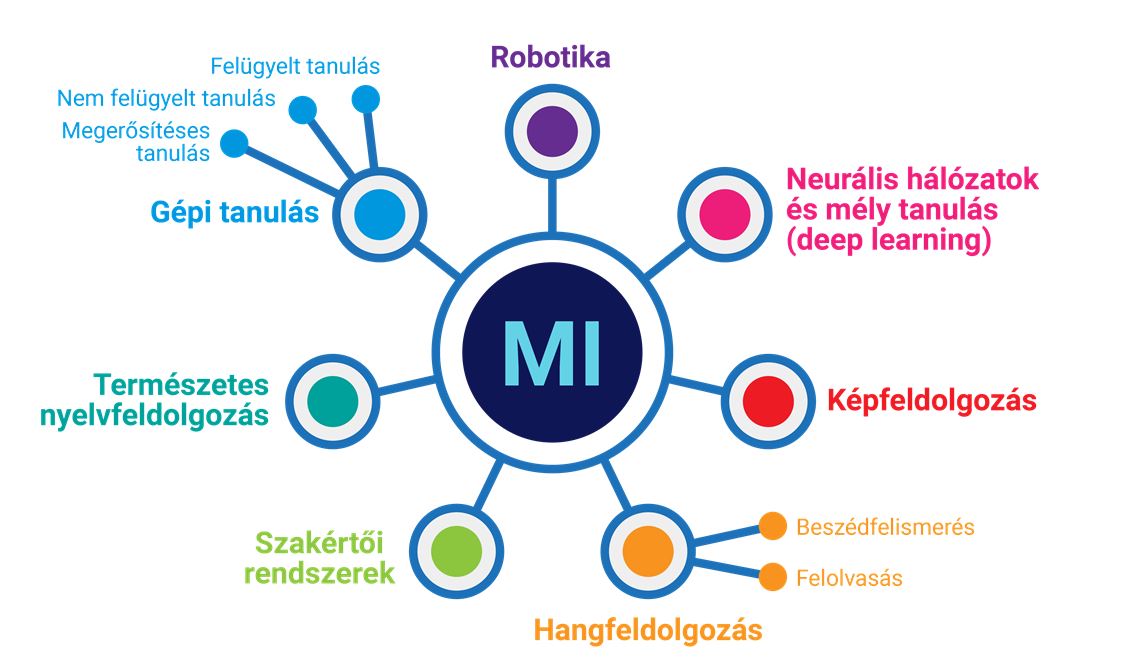 Robotika
Felügyelt tanulás
Nem felügyelt tanulás
Megerősítéses
tanulás
Gépi tanulás
Neurális hálózatok
és mély tanulás
(deep learning)
MI
Természetes
nyelvfeldolgozás
Képfeldolgozás
Szakértői
rendszerek
Beszédfelismerés
Felolvasás
Hangfeldolgozás